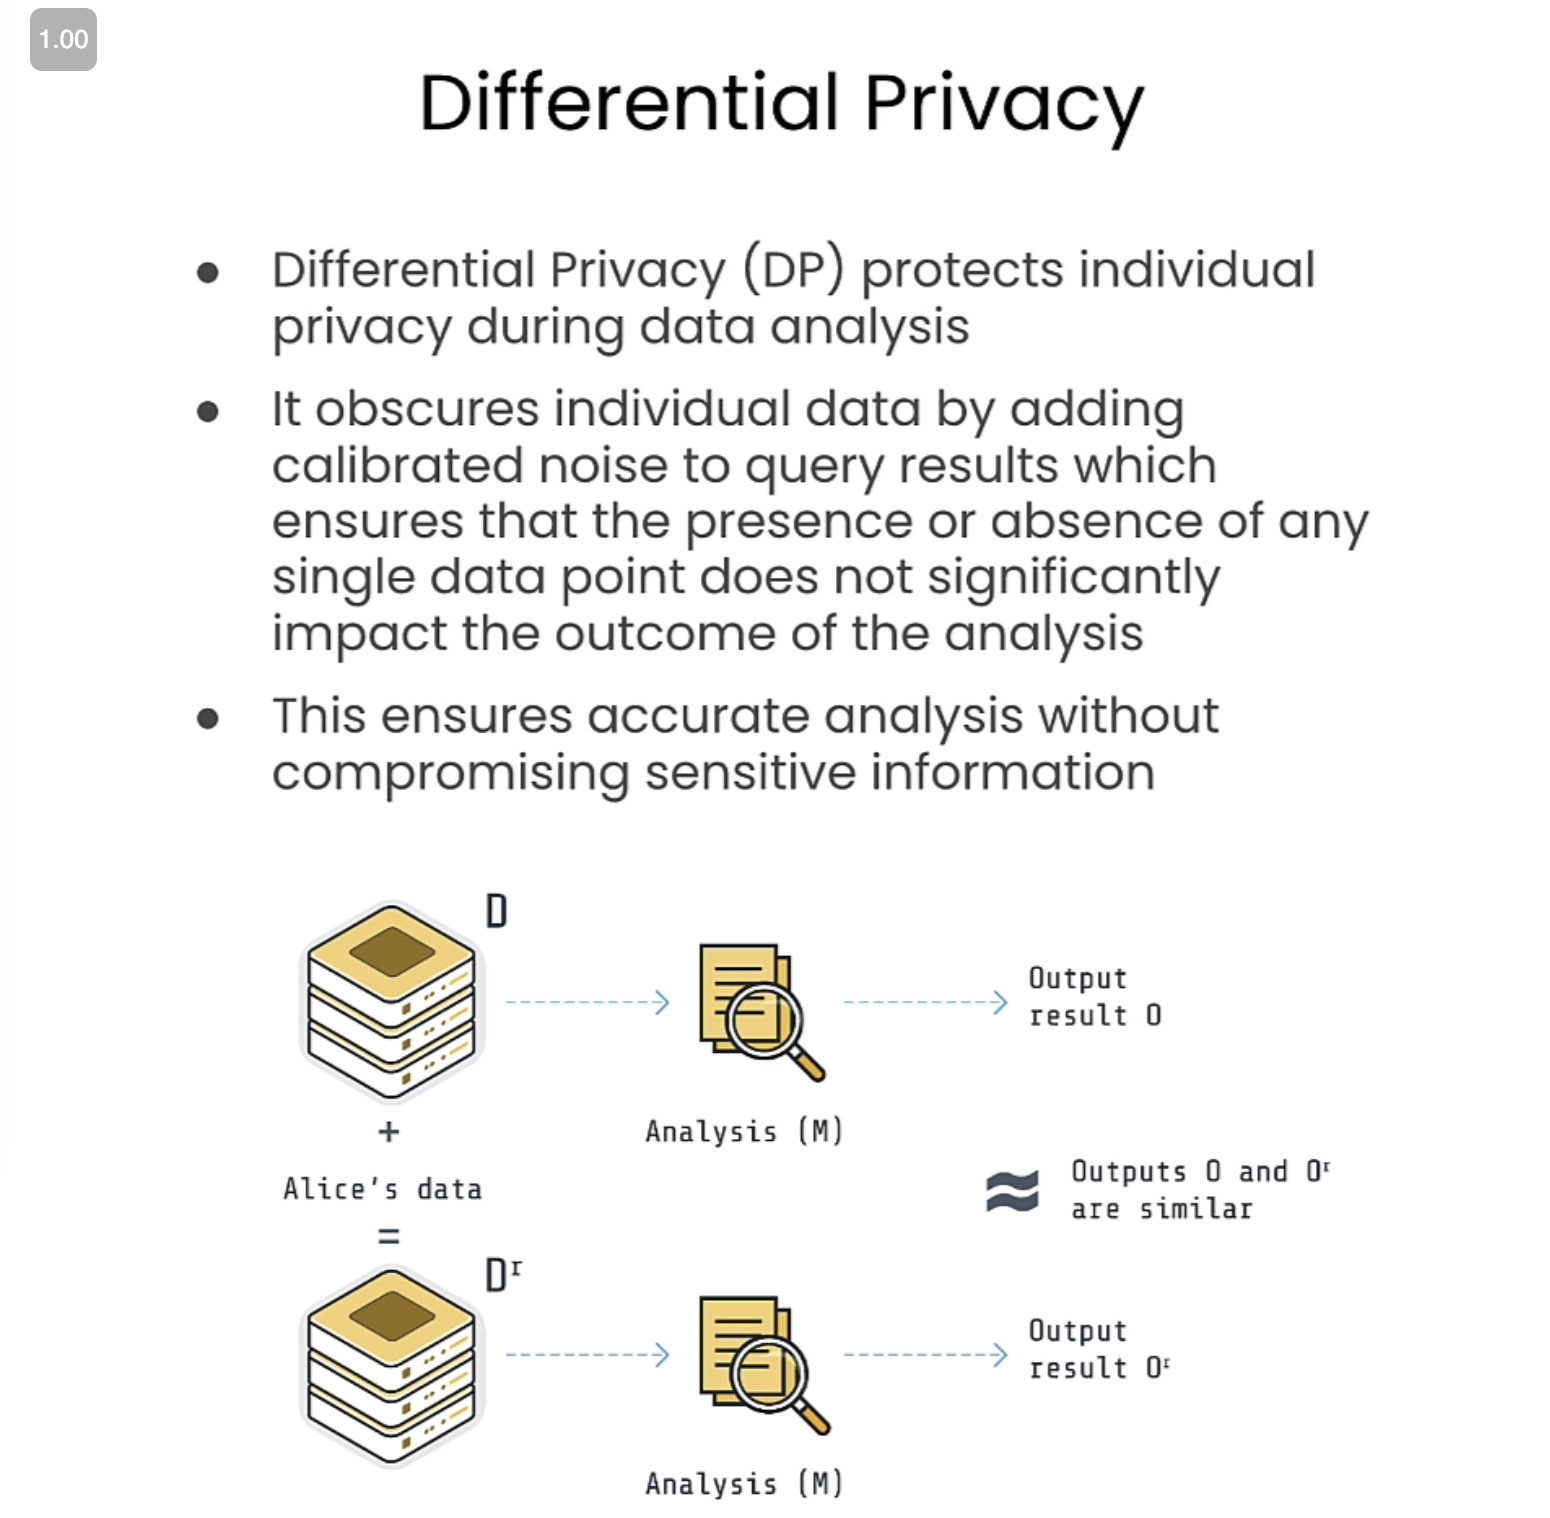 1.00
Differential Privacy
● Differential Privacy (DP) protects individual
privacy during data analysis
● It obscures individual data by adding
calibrated noise to query results which
ensures that the presence or absence of any
single data point does not significantly
impact the outcome of the analysis
● This ensures accurate analysis without
compromising sensitive information
D
Output
result O
+
Analysis (M)
Alice's data
Outputs O and Oʳ
are similar
=
Dʳ
Output
result Oʳ
Analysis (M)